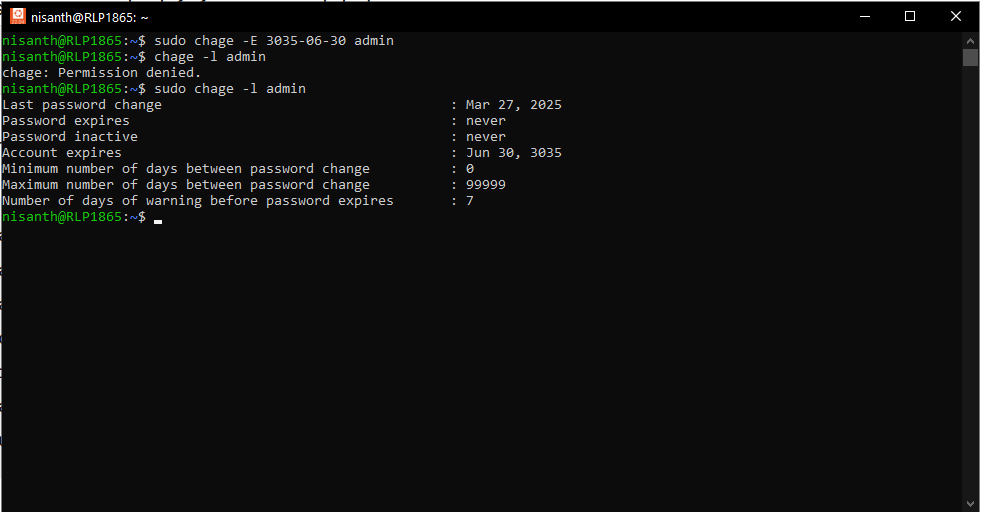 nisanth@RLP1865: ~
nisanth@RLP1865:~$ sudo chage -E 3035-06-30 admin
nisanth@RLP1865:~$ chage -l admin
chage: Permission denied.
nisanth@RLP1865:~$ sudo chage -l admin
Last password change : Mar 27, 2025
Password expires : never
Password inactive : never
Account expires : Jun 30, 3035
Minimum number of days between password change : 0
Maximum number of days between password change : 99999
Number of days of warning before password expires : 7
nisanth@RLP1865:~$